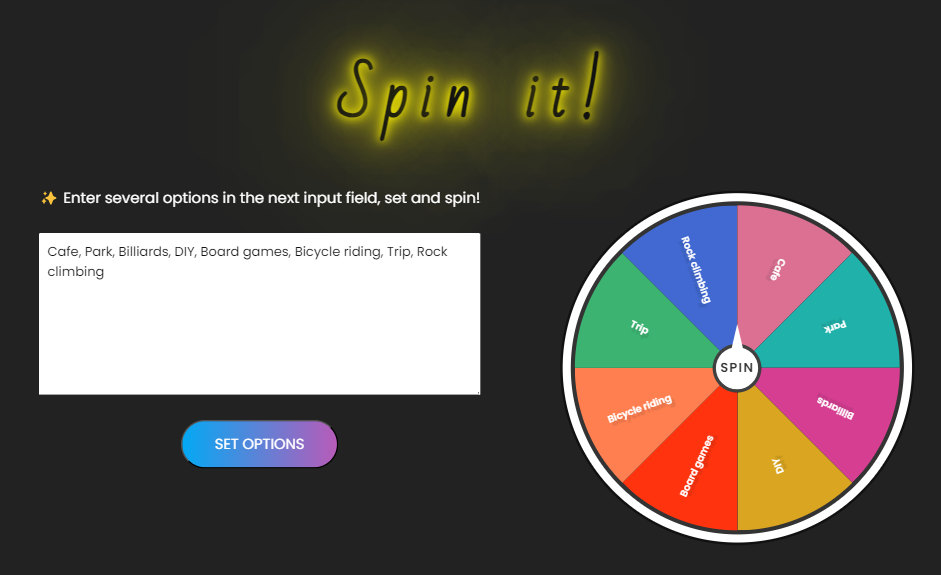 Spin it!
✨ Enter several options in the next input field, set and spin!
Cafe, Park, Billiards, DIY, Board games, Bicycle riding, Trip, Rock
climbing
SET OPTIONS
Rock climbing
Cafe
Park
Billiards
DIY
Board games
Bicycle riding
Trip
SPIN